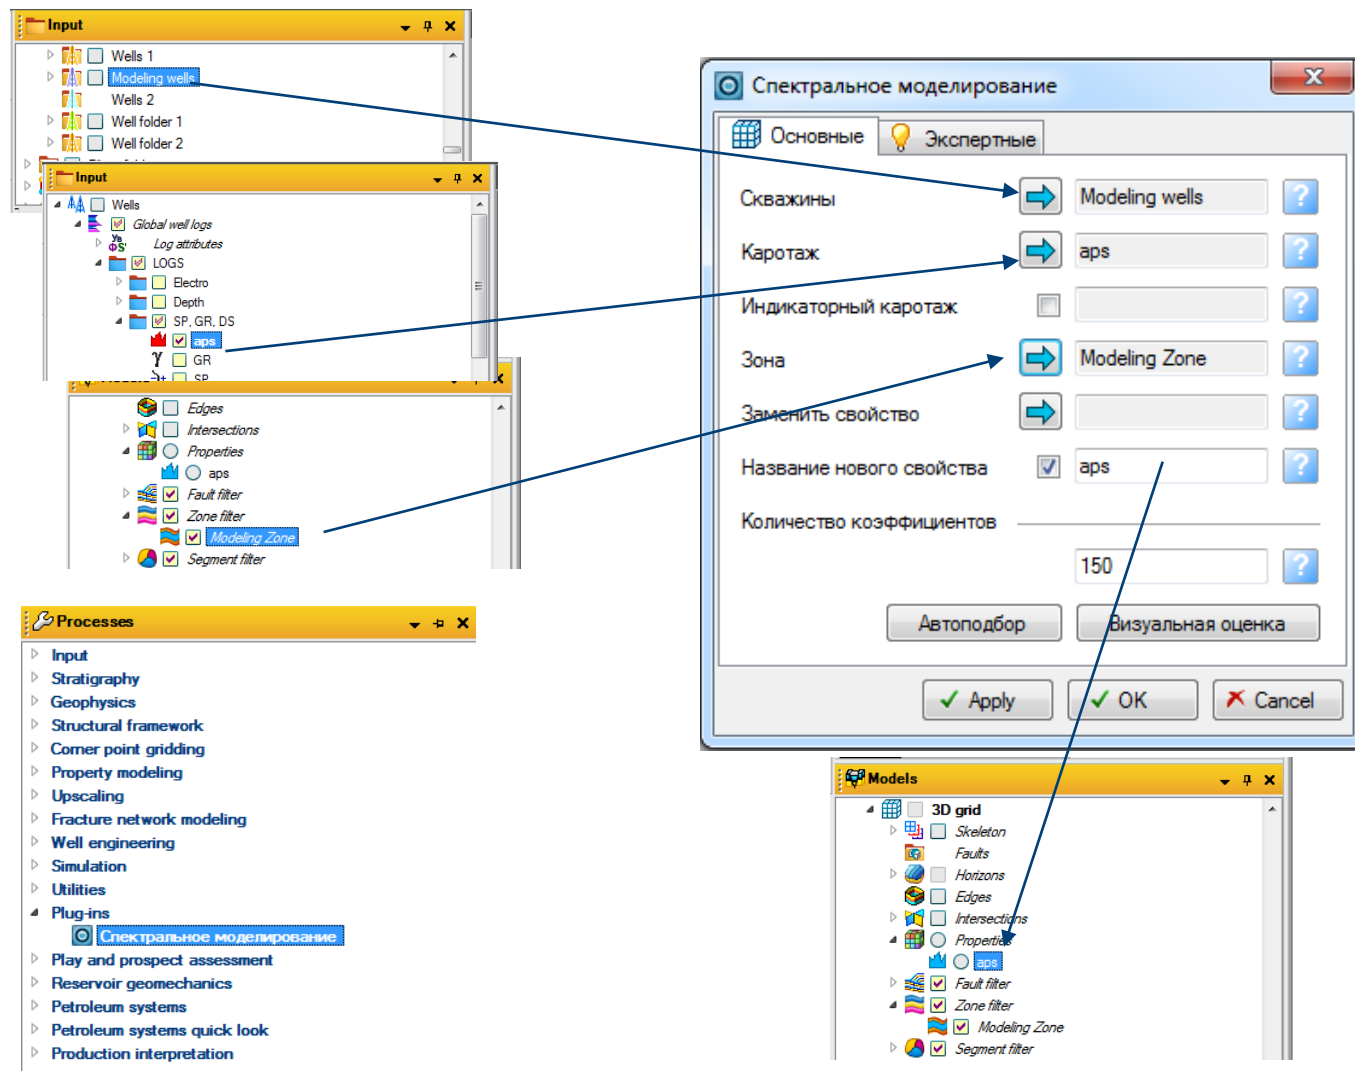 Input
Wells 1
Modeling wells
Wells 2
Well folder 1
Well folder 2
Input
Wells
Global well logs
Log attributes
LOGS
Electro
Depth
SP, GR, DS
aps
GR
SP
Edges
Intersections
Properties
aps
Fault filter
Zone filter
Modeling Zone
Segment filter
Processes
Input
Stratigraphy
Geophysics
Structural framework
Corner point gridding
Property modeling
Upscaling
Fracture network modeling
Well engineering
Simulation
Utilities
Plug-ins
Спектральное моделирование
Play and prospect assessment
Reservoir geomechanics
Petroleum systems
Petroleum systems quick look
Production interpretation
Спектральное моделирование
Основные Экспертные
Скважины Modeling wells ?
Каротаж aps ?
Индикаторный каротаж ?
Зона Modeling Zone ?
Заменить свойство ?
Название нового свойства aps ?
Количество коэффициентов
150 ?
Автоподбор Визуальная оценка
Apply OK Cancel
Models
3D grid
Skeleton
Faults
Horizons
Edges
Intersections
Properties
aps
Fault filter
Zone filter
Modeling Zone
Segment filter